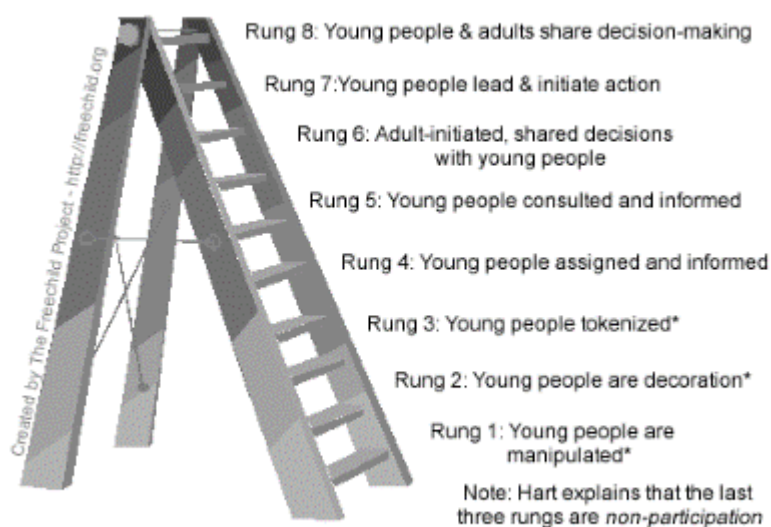 Rung 8: Young people & adults share decision-making
Rung 7:Young people lead & initiate action
Rung 6: Adult-initiated, shared decisions
with young people
Rung 5: Young people consulted and informed
Rung 4: Young people assigned and informed
Rung 3: Young people tokenized*
Rung 2: Young people are decoration*
Rung 1: Young people are
manipulated*
Note: Hart explains that the last
three rungs are non-participation
Created by The Freechild Project - http://freechild.org